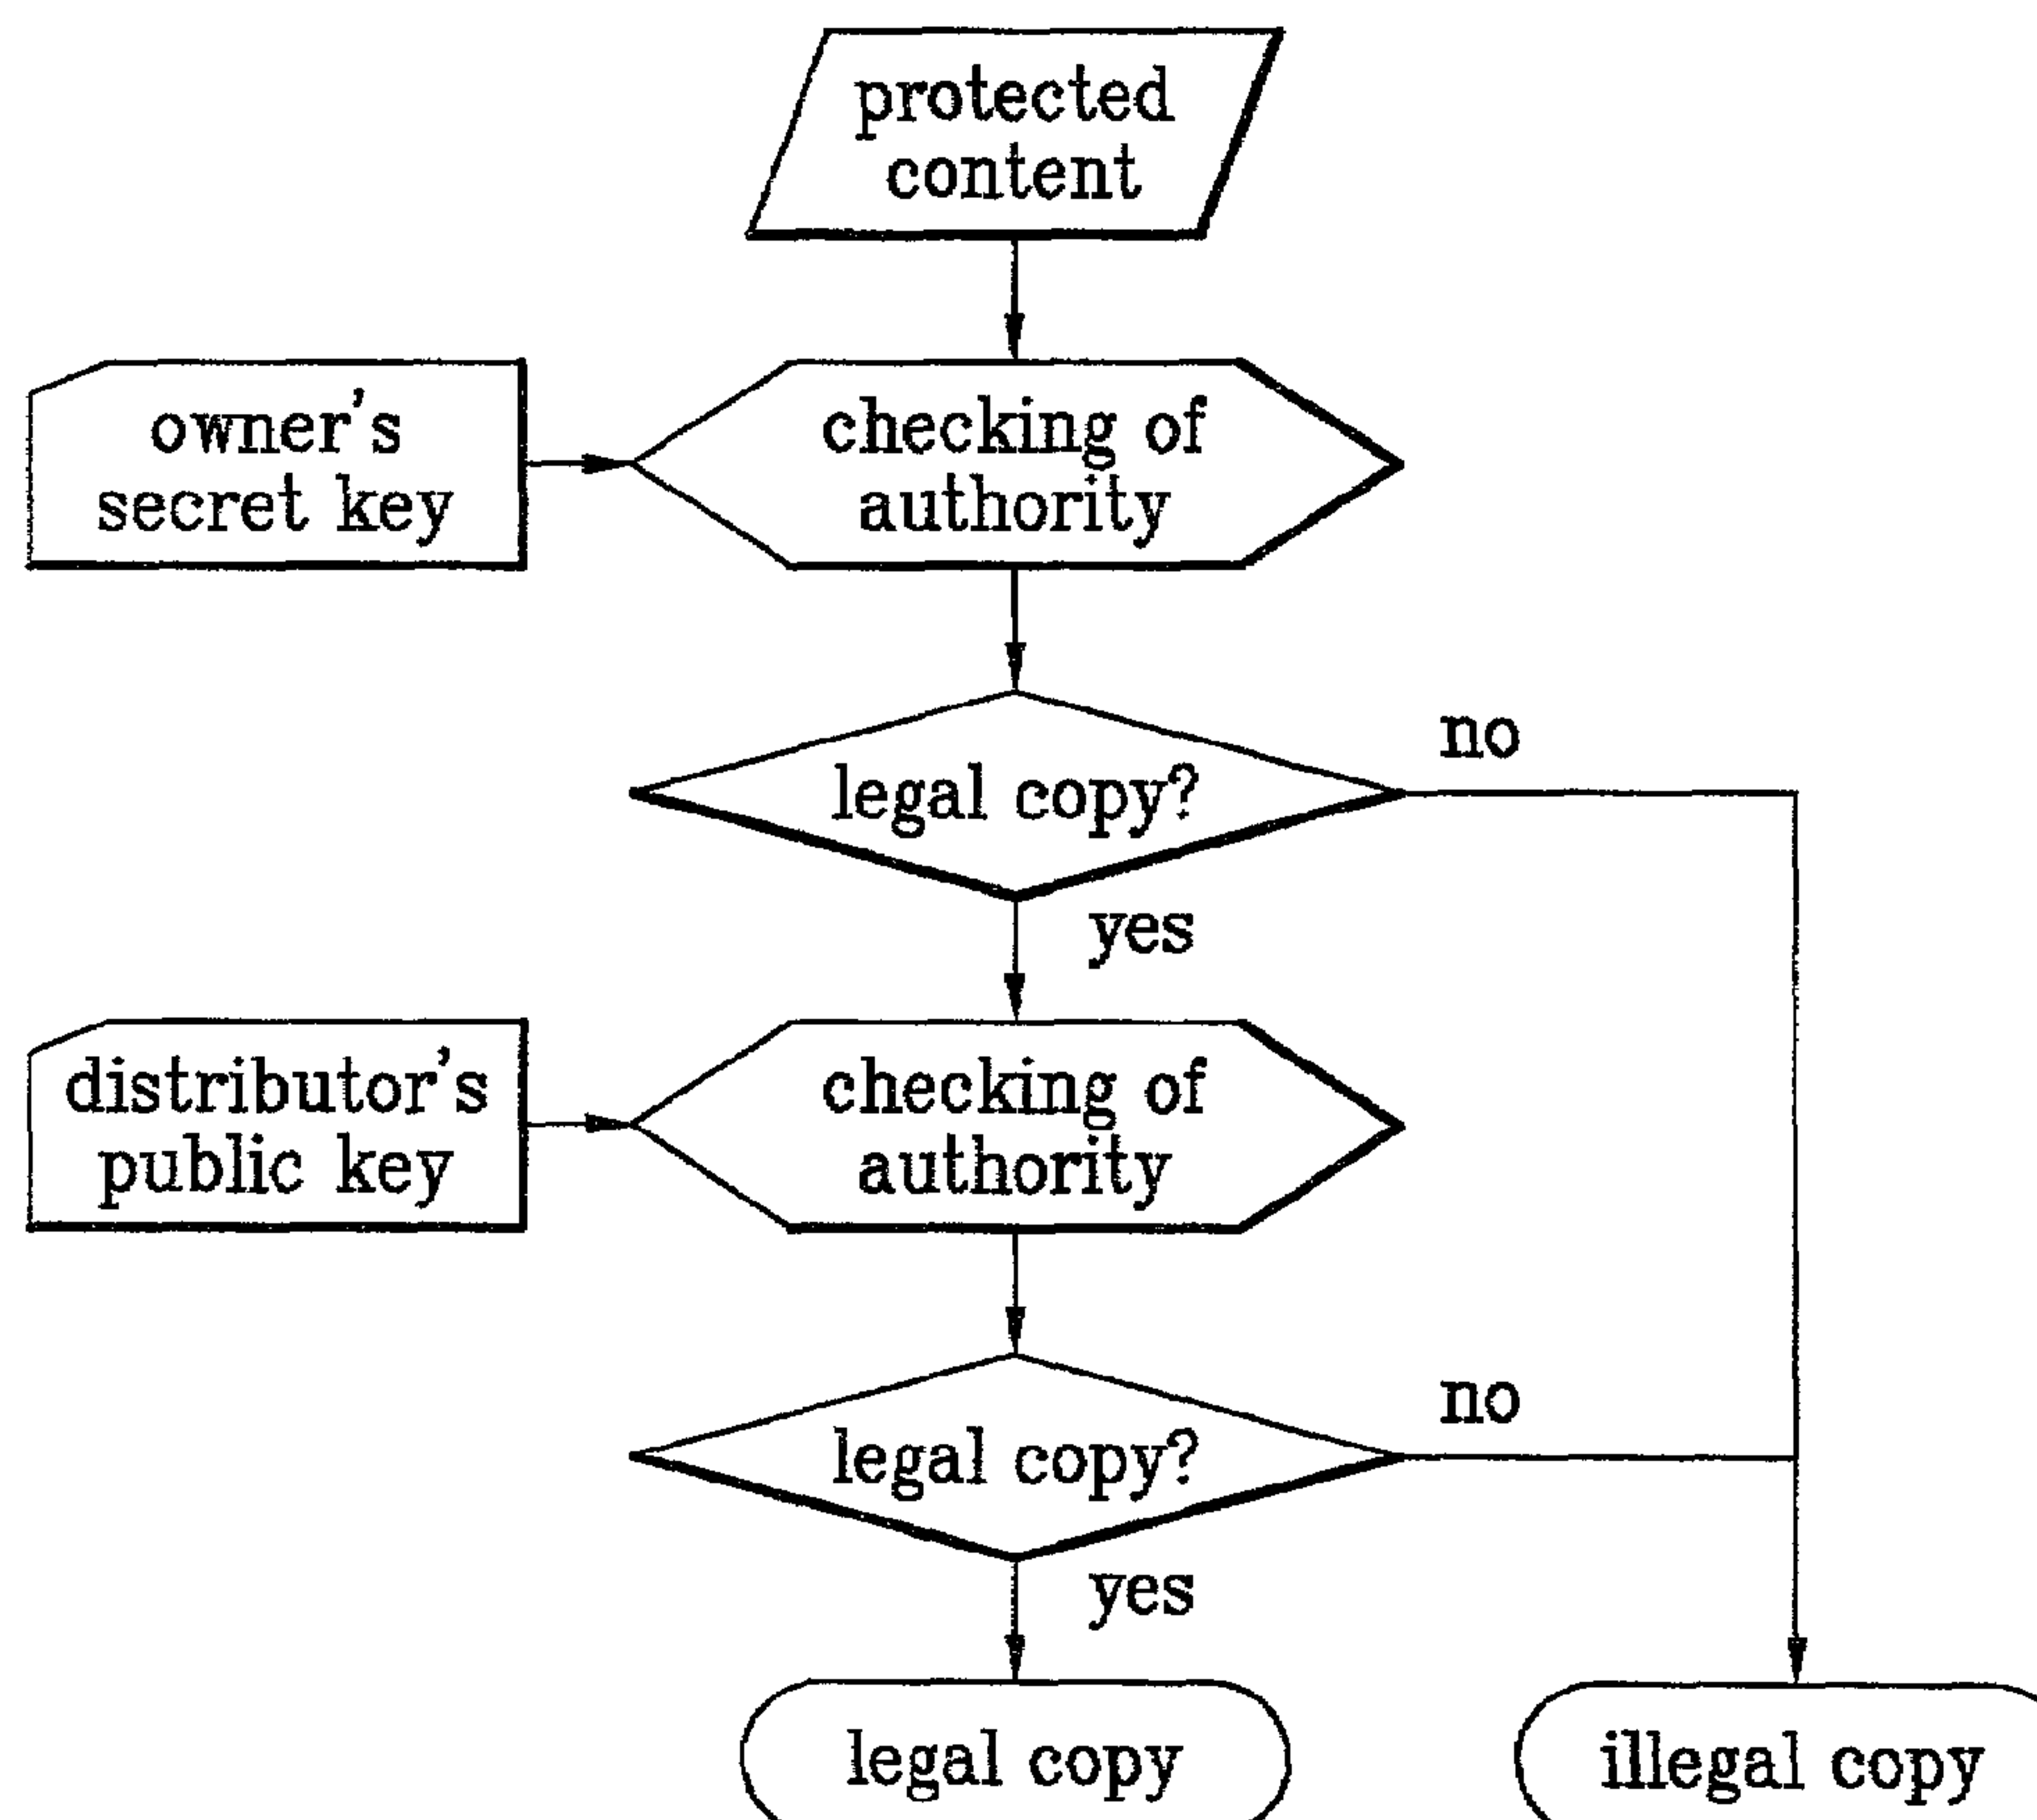 protected
content
owner's
secret key
checking of
authority
legal copy?
no
yes
distributor's
public key
checking of
authority
legal copy?
no
yes
legal copy
illegal copy